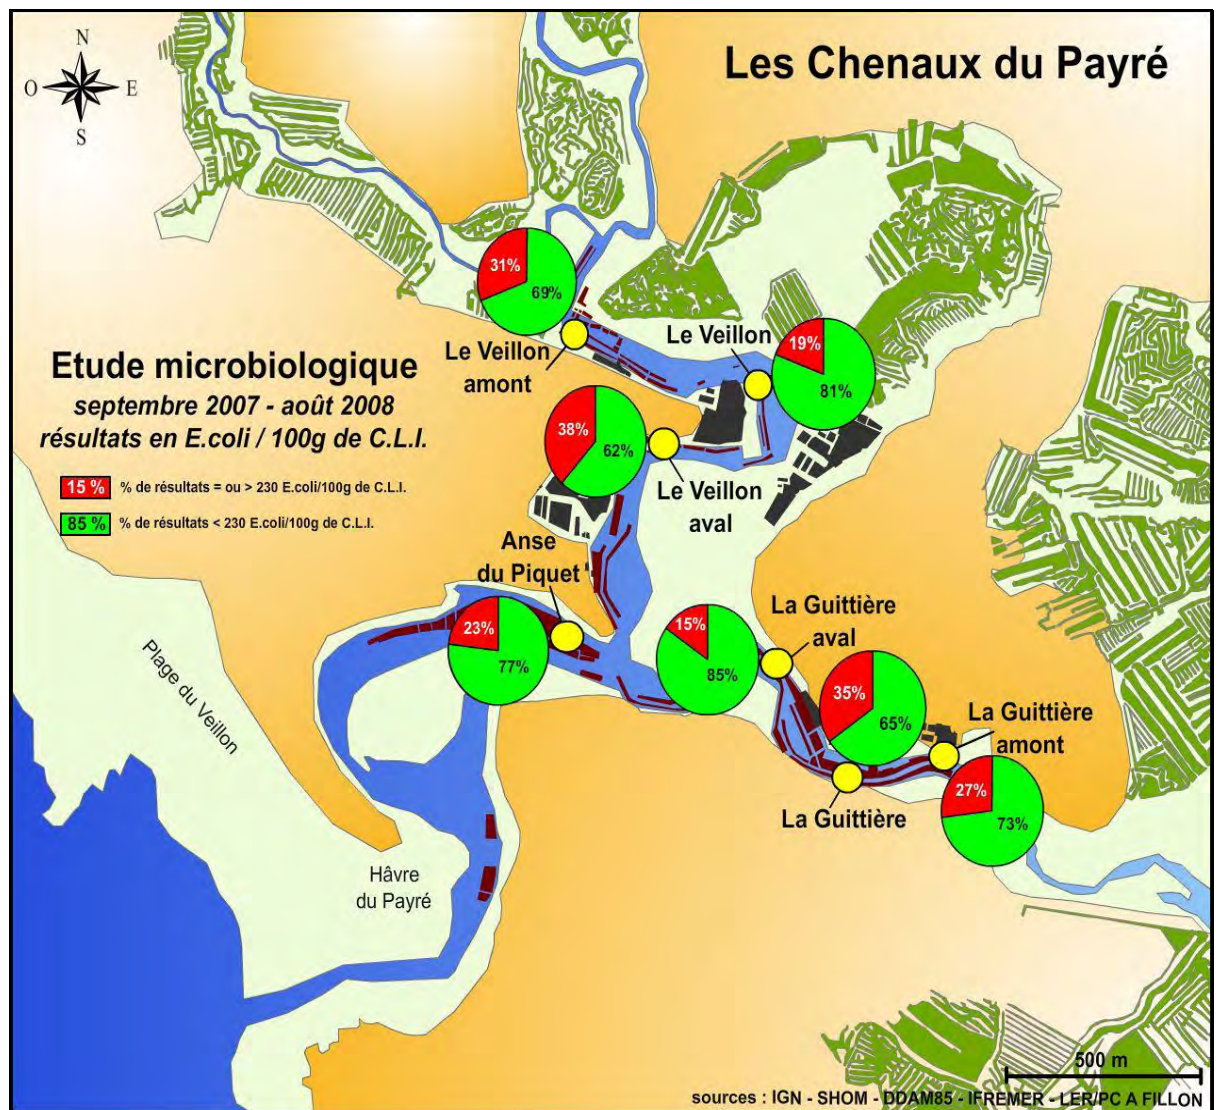 Les Chenaux du Payré
N
O
E
S
31%
69%
Le Veillon
amont
Le Veillon
19%
81%
Etude microbiologique
septembre 2007 - août 2008
résultats en E.coli / 100g de C.L.I.
15 %
% de résultats = ou > 230 E.coli/100g de C.L.I.
85 %
% de résultats < 230 E.coli/100g de C.L.I.
38%
62%
Le Veillon
aval
Anse
du Piquet
23%
77%
15%
85%
La Guittière
aval
35%
65%
La Guittière
amont
La Guittière
27%
73%
Plage du Veillon
Hâvre
du Payré
500 m
sources : IGN - SHOM - DDAM85 - IFREMER - LER/PC A FILLON